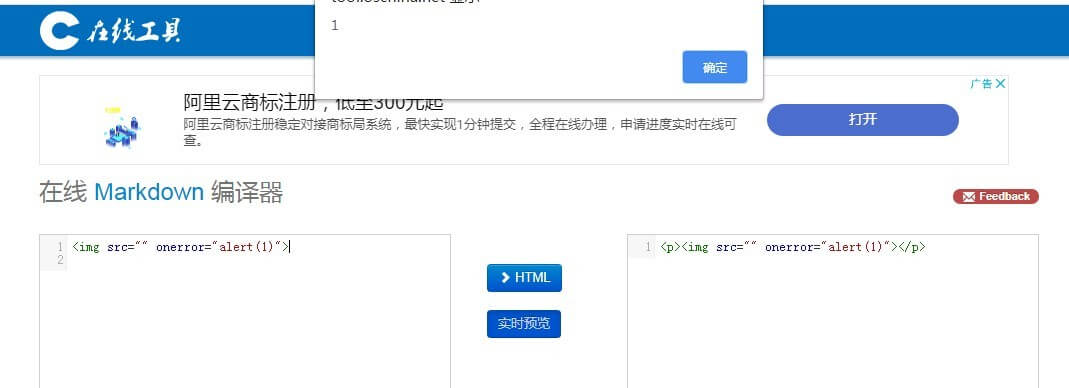 1
确定
在线工具
广告
阿里云商标注册，低至300元起
阿里云商标注册稳定对接商标局系统，最快实现1分钟提交，全程在线办理，申请进度实时在线可
查。
打开
在线 Markdown 编译器
Feedback
1 <img src="" onerror="alert(1)">
2
HTML
实时预览
1 <p><img src="" onerror="alert(1)"></p>